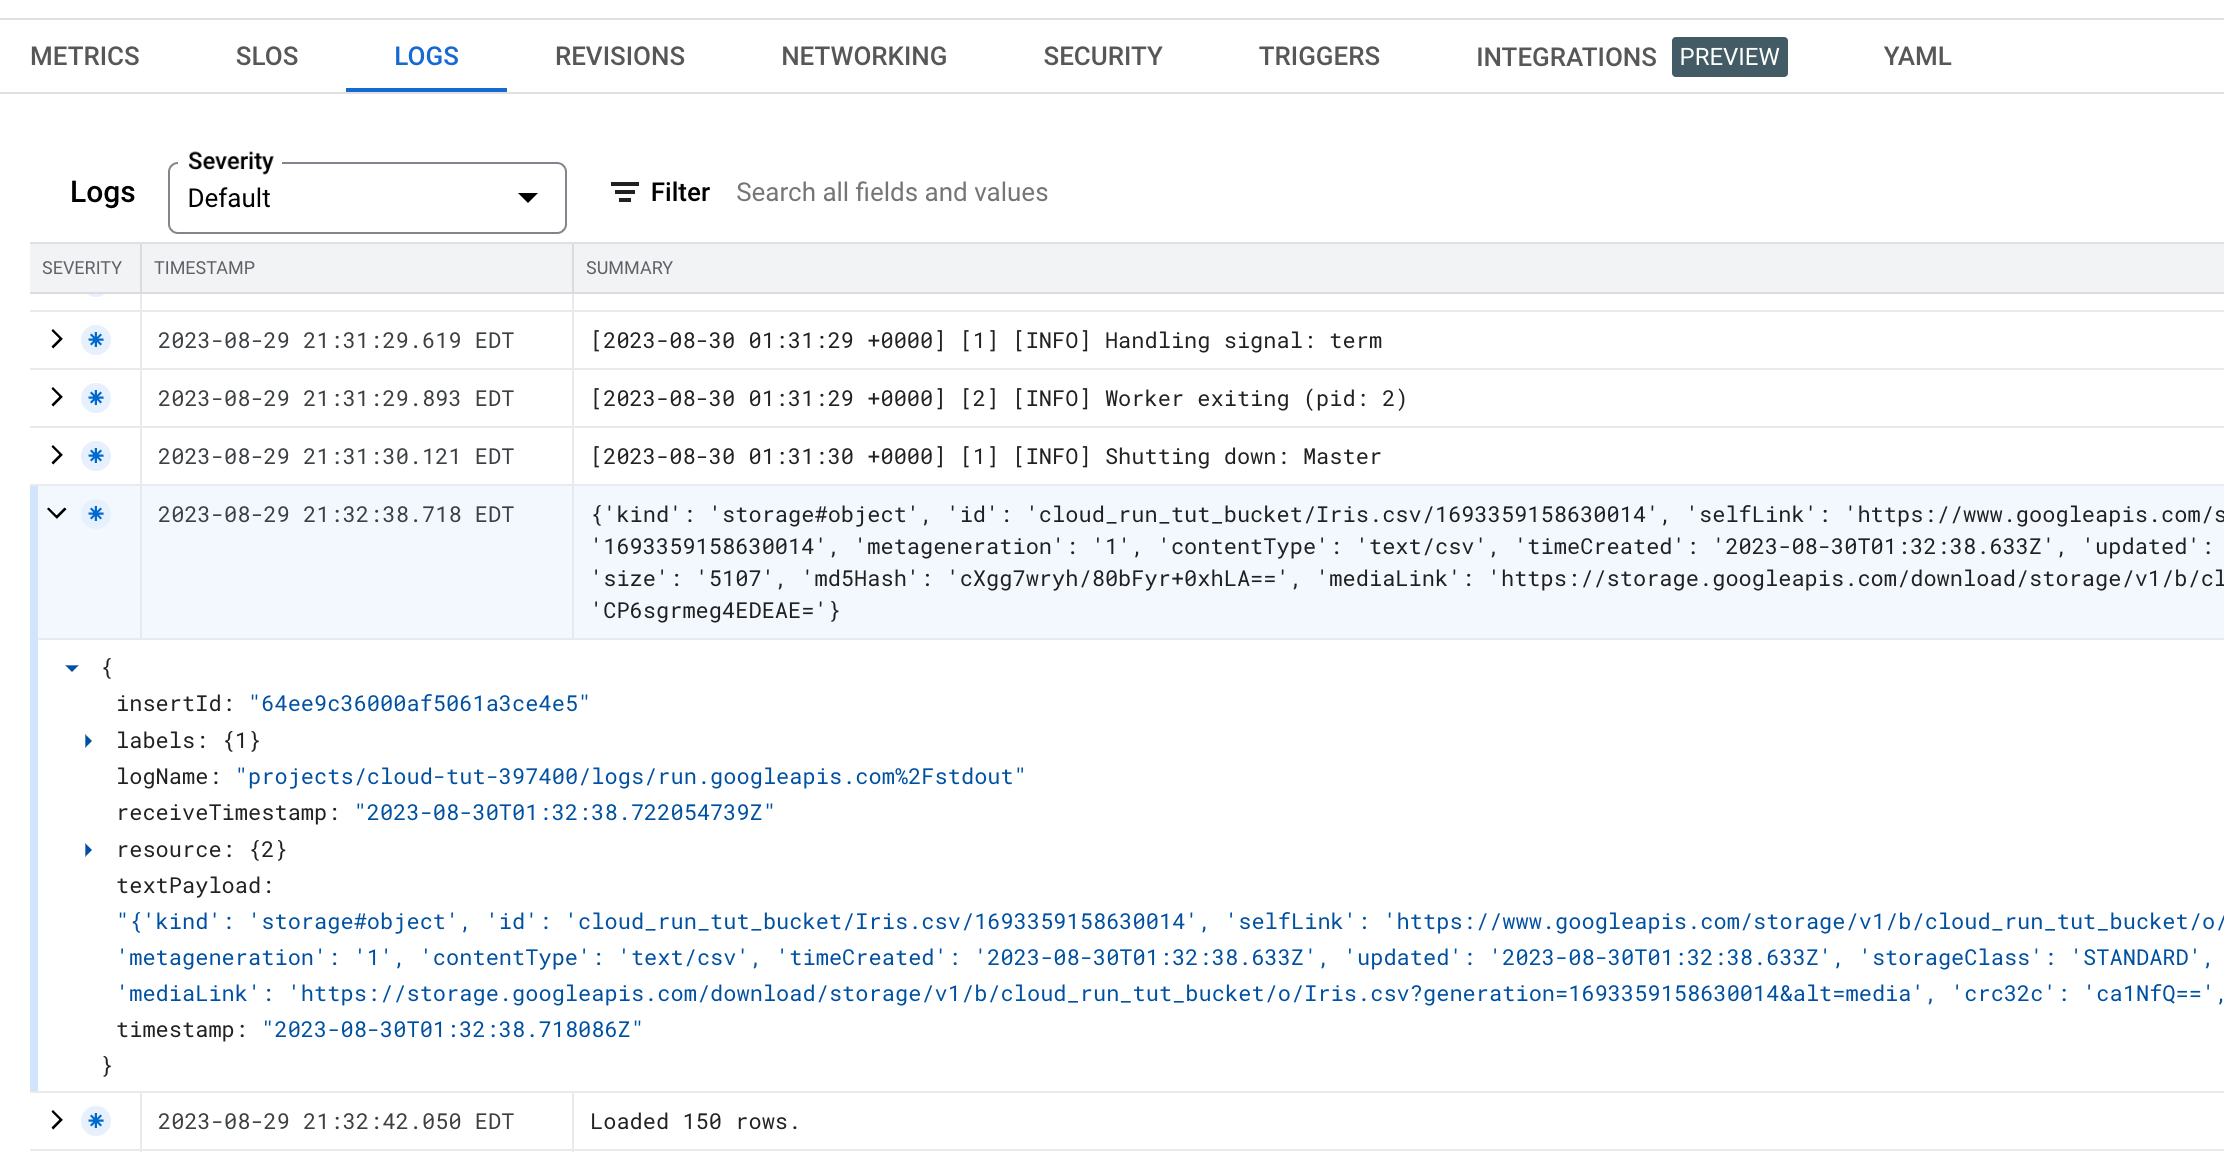 METRICS SLOS LOGS REVISIONS NETWORKING SECURITY TRIGGERS INTEGRATIONS PREVIEW YAML
Logs Severity Default Filter Search all fields and values
SEVERITY TIMESTAMP SUMMARY
2023-08-29 21:31:29.619 EDT [2023-08-30 01:31:29 +0000] [1] [INFO] Handling signal: term
2023-08-29 21:31:29.893 EDT [2023-08-30 01:31:29 +0000] [2] [INFO] Worker exiting (pid: 2)
2023-08-29 21:31:30.121 EDT [2023-08-30 01:31:30 +0000] [1] [INFO] Shutting down: Master
2023-08-29 21:32:38.718 EDT {'kind': 'storage#object', 'id': 'cloud_run_tut_bucket/Iris.csv/1693359158630014', 'selfLink': 'https://www.googleapis.com/s
'1693359158630014', 'metageneration': '1', 'contentType': 'text/csv', 'timeCreated': '2023-08-30T01:32:38.633Z', 'updated':
'size': '5107', 'md5Hash': 'cXgg7wryh/80bFyr+0xhLA==', 'mediaLink': 'https://storage.googleapis.com/download/storage/v1/b/cl
'CP6sgrmeg4EDEAE='}
{
insertId: "64ee9c36000af5061a3ce4e5"
labels: {1}
logName: "projects/cloud-tut-397400/logs/run.googleapis.com%2Fstdout"
receiveTimestamp: "2023-08-30T01:32:38.722054739Z"
resource: {2}
textPayload:
"{'kind': 'storage#object', 'id': 'cloud_run_tut_bucket/Iris.csv/1693359158630014', 'selfLink': 'https://www.googleapis.com/storage/v1/b/cloud_run_tut_bucket/o/
'metageneration': '1', 'contentType': 'text/csv', 'timeCreated': '2023-08-30T01:32:38.633Z', 'updated': '2023-08-30T01:32:38.633Z', 'storageClass': 'STANDARD',
'mediaLink': 'https://storage.googleapis.com/download/storage/v1/b/cloud_run_tut_bucket/o/Iris.csv?generation=1693359158630014&alt=media', 'crc32c': 'ca1NfQ==',
timestamp: "2023-08-30T01:32:38.718086Z"
}
2023-08-29 21:32:42.050 EDT Loaded 150 rows.